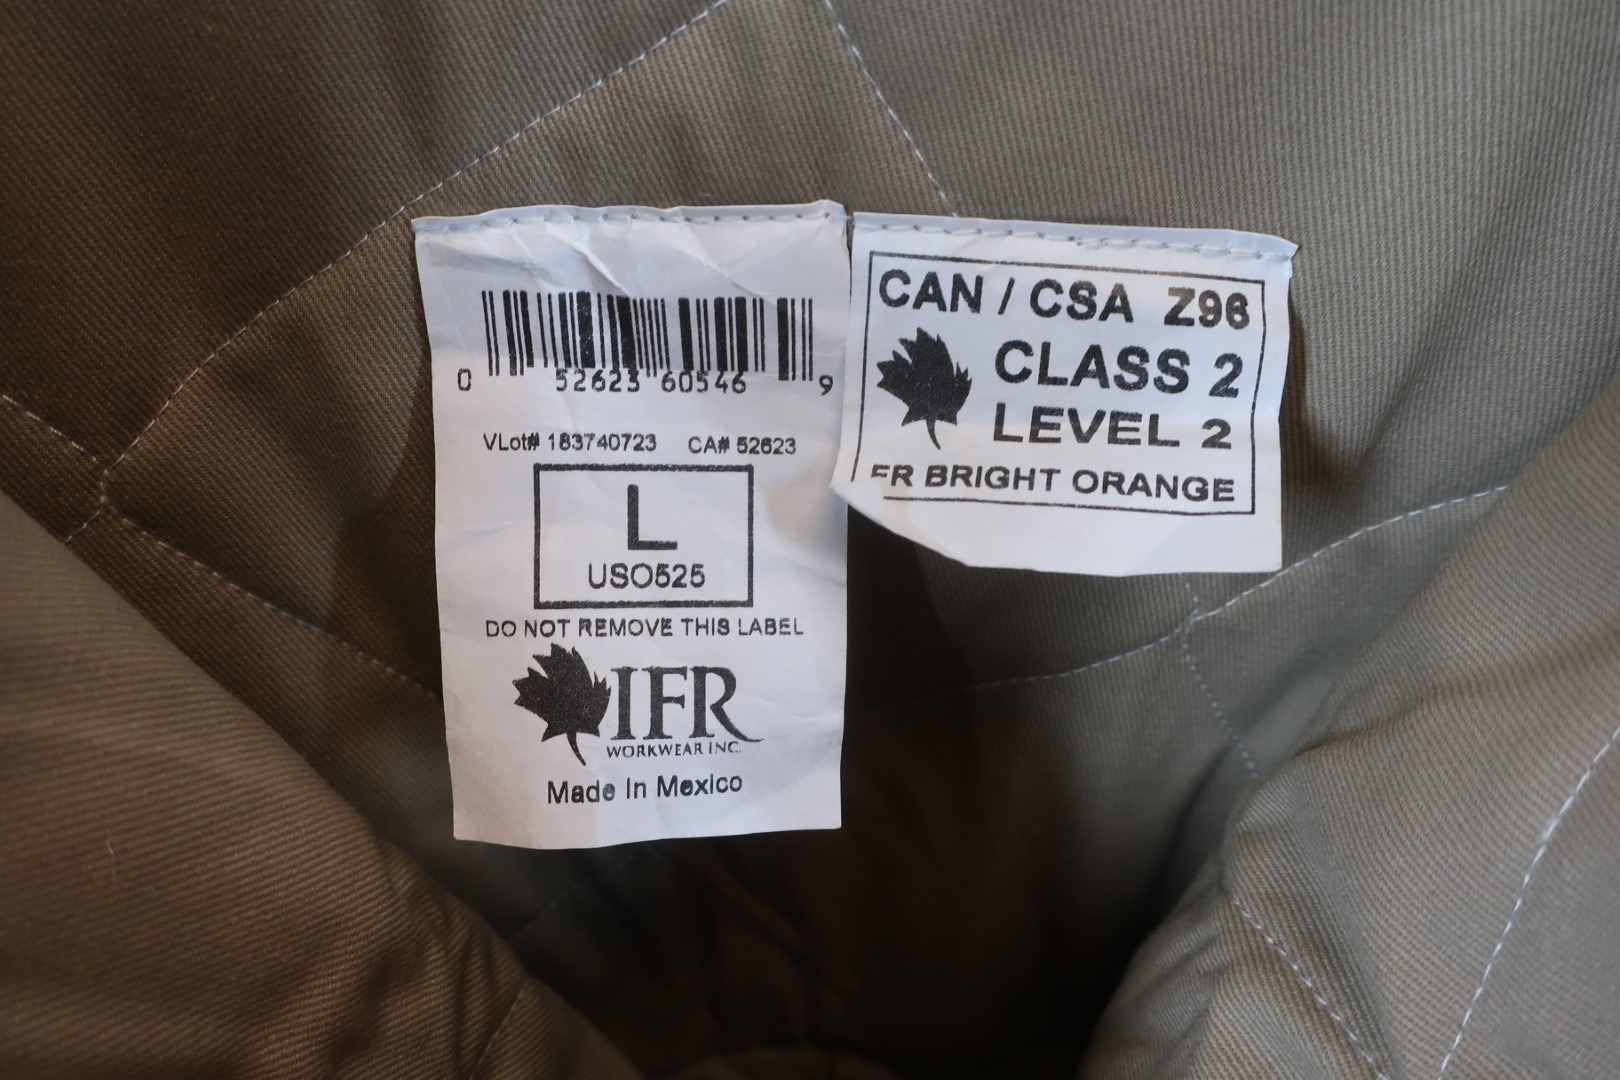 0 52623 60546 9
VLot# 183740723 CA# 52623
L
USO525
DO NOT REMOVE THIS LABEL
IFR
WORKWEAR INC.
Made In Mexico
CAN / CSA Z96
CLASS 2
LEVEL 2
FR BRIGHT ORANGE